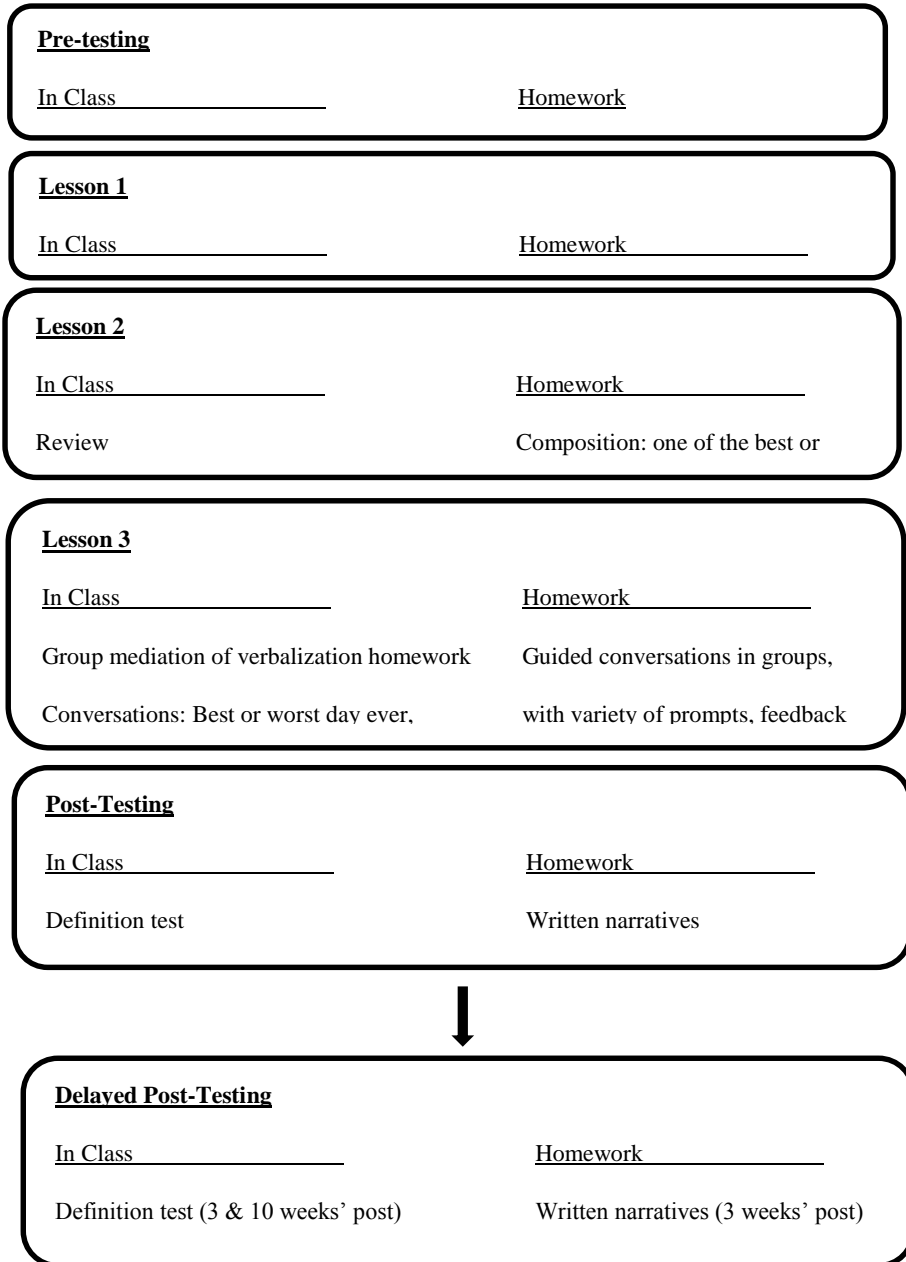 Pre-testing
In Class Homework
Lesson 1
In Class Homework
Lesson 2
In Class Homework
Review Composition: one of the best or
Lesson 3
In Class Homework
Group mediation of verbalization homework Guided conversations in groups,
Conversations: Best or worst day ever, with variety of prompts, feedback
Post-Testing
In Class Homework
Definition test Written narratives
Delayed Post-Testing
In Class Homework
Definition test (3 & 10 weeks’ post) Written narratives (3 weeks’ post)